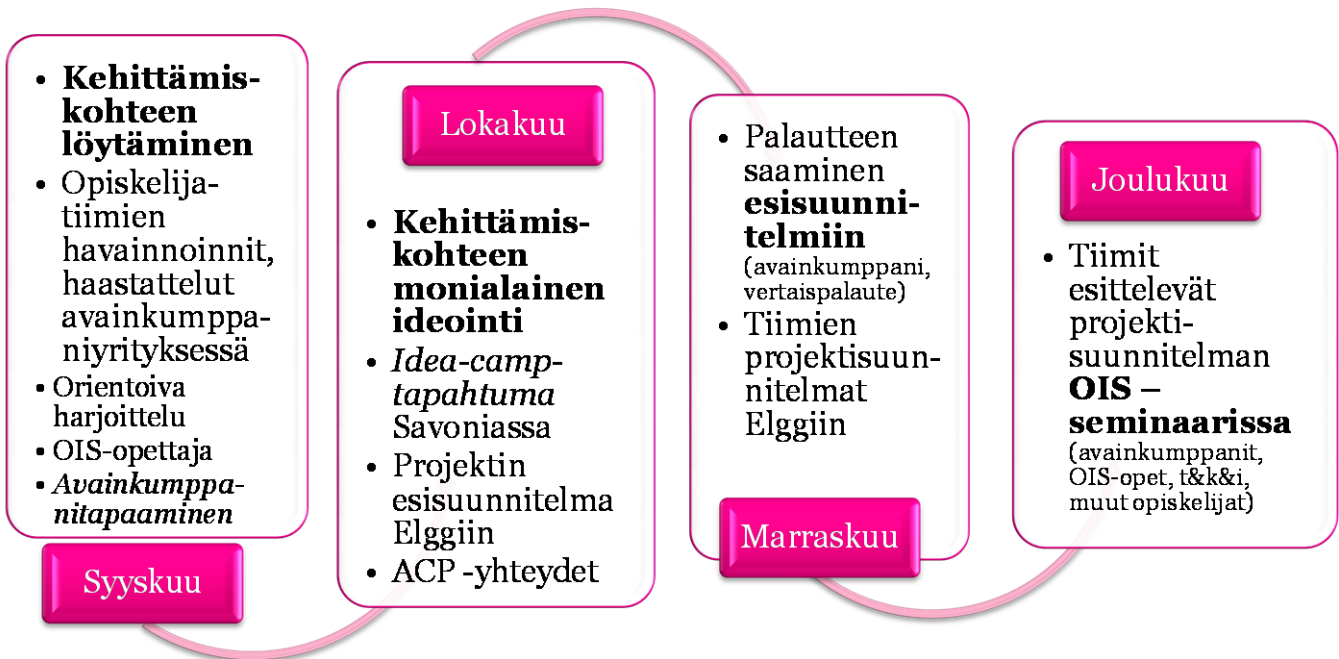 • Kehittämis-
kohteen
löytäminen
• Opiskelija-
tiimien
havainnoinnit,
haastattelut
avainkumppa-
niyrityksessä
• Orientoiva
harjoittelu
• OIS-opettaja
• Avainkumppa-
nitapaaminen
Syyskuu
Lokakuu
• Kehittämis-
kohteen
monialainen
ideointi
• Idea-camp-
tapahtuma
Savoniassa
• Projektin
esisuunnitelma
Elggiin
• ACP -yhteydet
• Palautteen
saaminen
esisuunni-
telmiin
(avainkumppani,
vertaispalaute)
• Tiimien
projektisuun-
nitelmat
Elggiin
Marraskuu
Joulukuu
• Tiimit
esittelevät
projekti-
suunnitelman
OIS –
seminaarissa
(avainkumppanit,
OIS-opet, t&k&i,
muut opiskelijat)